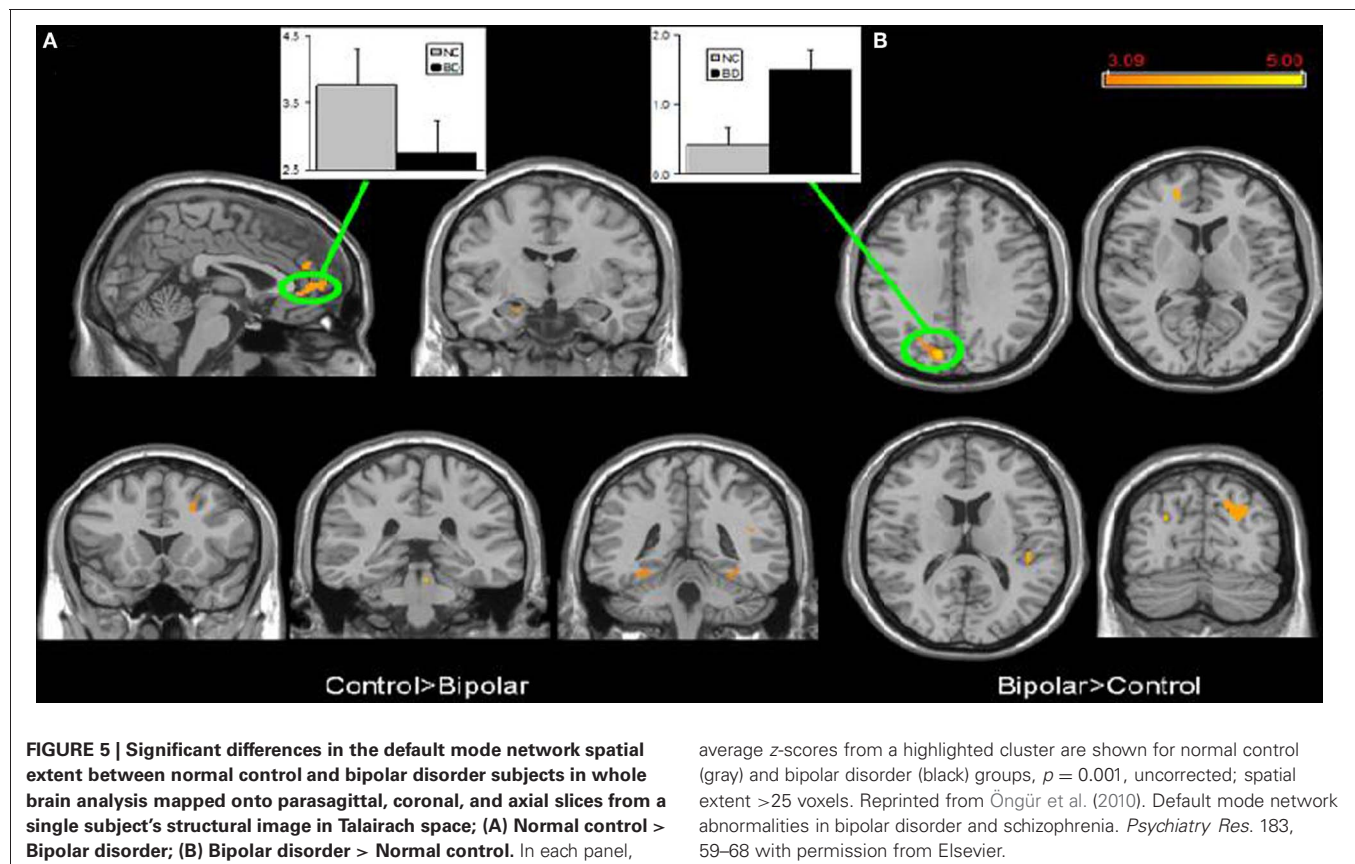 A
4.5
3.5
2.5
NC
BD
2.0
1.0
0.0
NC
BD
B
3.09 5.00
Control>Bipolar
Bipolar>Control
FIGURE 5 | Significant differences in the default mode network spatial
extent between normal control and bipolar disorder subjects in whole
brain analysis mapped onto parasagittal, coronal, and axial slices from a
single subject's structural image in Talairach space; (A) Normal control >
Bipolar disorder; (B) Bipolar disorder > Normal control. In each panel,
average z-scores from a highlighted cluster are shown for normal control
(gray) and bipolar disorder (black) groups, p = 0.001, uncorrected; spatial
extent >25 voxels. Reprinted from Öngür et al. (2010). Default mode network
abnormalities in bipolar disorder and schizophrenia. Psychiatry Res. 183,
59–68 with permission from Elsevier.